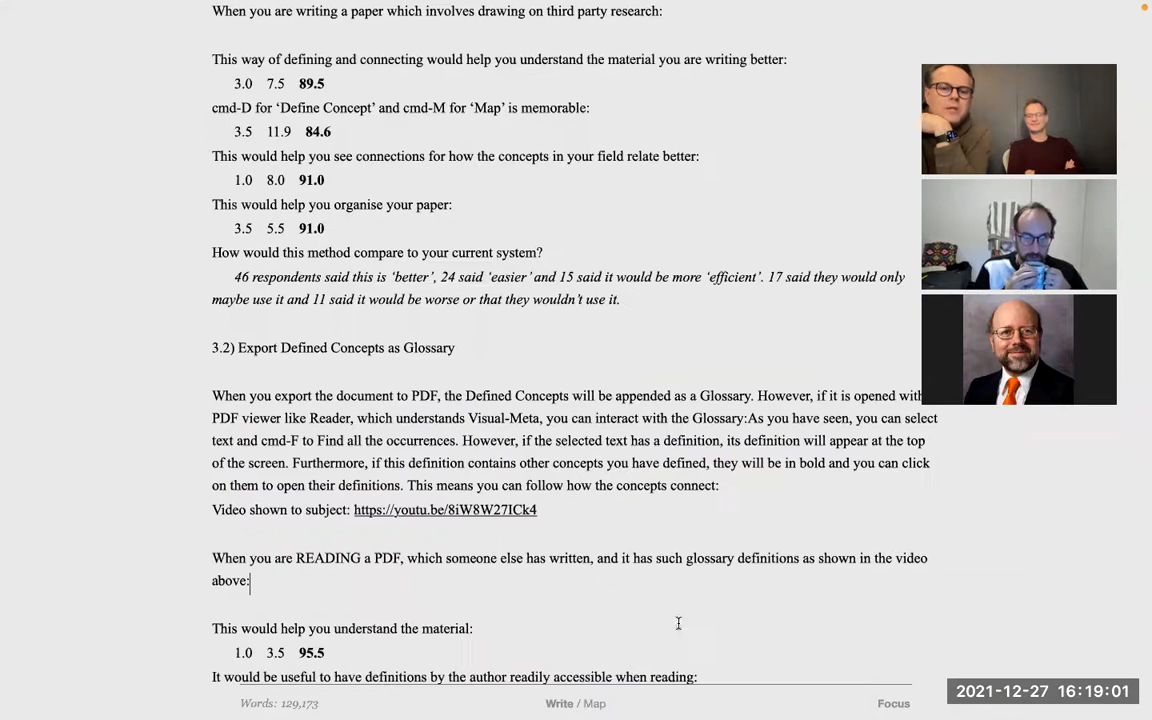 When you are writing a paper which involves drawing on third party research:
This way of defining and connecting would help you understand the material you are writing better:
3.0 7.5 89.5
cmd-D for ‘Define Concept’ and cmd-M for ‘Map’ is memorable:
3.5 11.9 84.6
This would help you see connections for how the concepts in your field relate better:
1.0 8.0 91.0
This would help you organise your paper:
3.5 5.5 91.0
How would this method compare to your current system?
46 respondents said this is ‘better’, 24 said ‘easier’ and 15 said it would be more ‘efficient’. 17 said they would only
maybe use it and 11 said it would be worse or that they wouldn’t use it.
3.2) Export Defined Concepts as Glossary
When you export the document to PDF, the Defined Concepts will be appended as a Glossary. However, if it is opened with
PDF viewer like Reader, which understands Visual-Meta, you can interact with the Glossary:As you have seen, you can select
text and cmd-F to Find all the occurrences. However, if the selected text has a definition, its definition will appear at the top
of the screen. Furthermore, if this definition contains other concepts you have defined, they will be in bold and you can click
on them to open their definitions. This means you can follow how the concepts connect:
Video shown to subject: https://youtu.be/8iW8W27ICk4
When you are READING a PDF, which someone else has written, and it has such glossary definitions as shown in the video
above:
This would help you understand the material:
1.0 3.5 95.5
It would be useful to have definitions by the author readily accessible when reading:
Words: 129,173 Write / Map Focus
2021-12-27 16:19:01